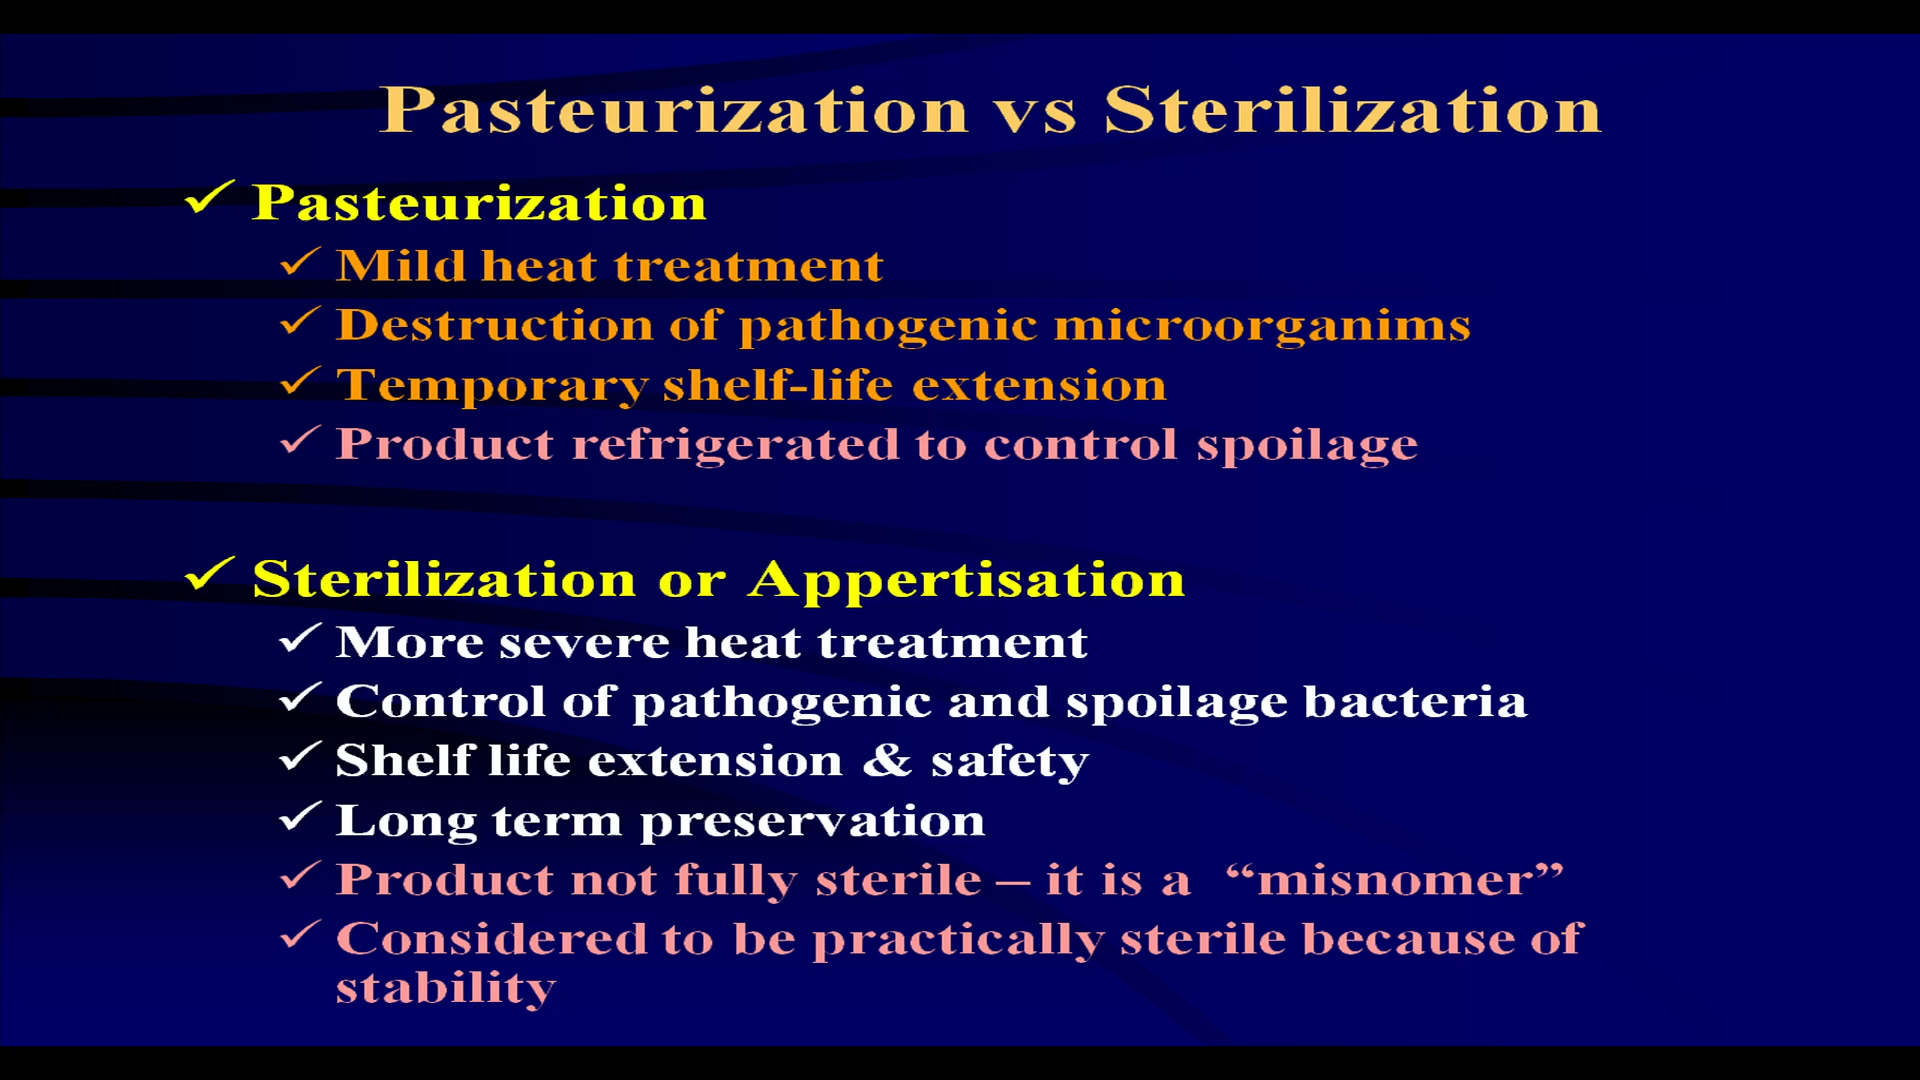 Pasteurization vs Sterilization
✓ Pasteurization
✓ Mild heat treatment
✓ Destruction of pathogenic microorganims
✓ Temporary shelf-life extension
✓ Product refrigerated to control spoilage
✓ Sterilization or Appertisation
✓ More severe heat treatment
✓ Control of pathogenic and spoilage bacteria
✓ Shelf life extension & safety
✓ Long term preservation
✓ Product not fully sterile – it is a “misnomer”
✓ Considered to be practically sterile because of
stability